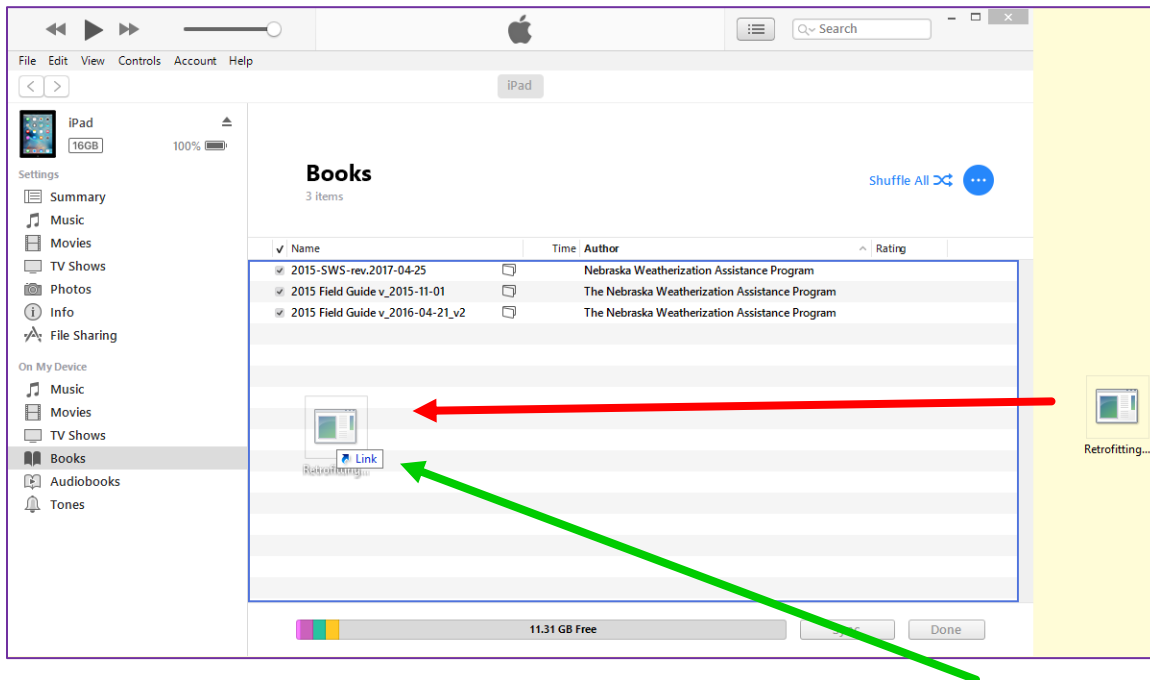 Search
File Edit View Controls Account Help
iPad
iPad
16GB 100%
Settings
Summary
Music
Movies
TV Shows
Photos
Info
File Sharing
On My Device
Music
Movies
TV Shows
Books
Audiobooks
Tones
Books
3 items
Shuffle All
Name Time Author Rating
2015-SWS-rev.2017-04-25 Nebraska Weatherization Assistance Program
2015 Field Guide v_2015-11-01 The Nebraska Weatherization Assistance Program
2015 Field Guide v_2016-04-21_v2 The Nebraska Weatherization Assistance Program
Link
Retrofitting...
Retrofitting...
11.31 GB Free
Sync Done